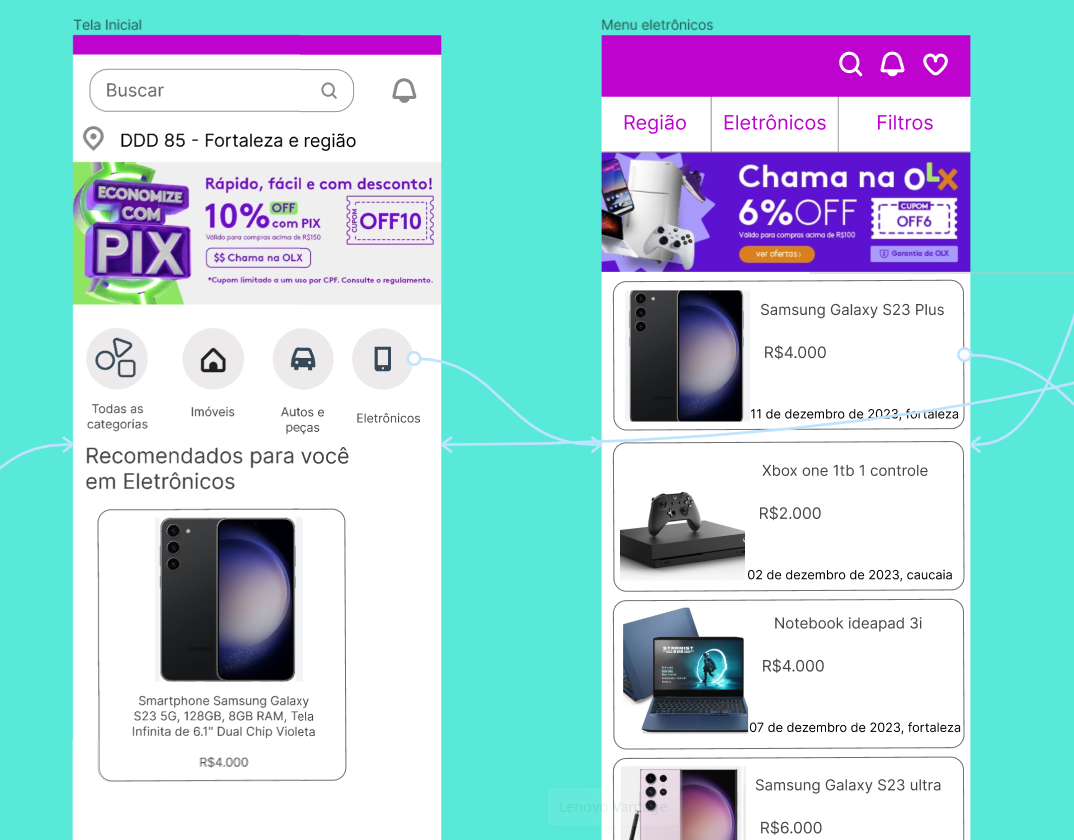 Tela Inicial
Buscar
DDD 85 - Fortaleza e região
ECONOMIZE
COM
PIX
Rápido, fácil e com desconto!
10% OFF
com PIX
Válido para compras acima de R$150
CUPOM
OFF10
$$ Chama na OLX
*Cupom limitado a um uso por CPF. Consulte o regulamento.
Todas as
categorias
Imóveis
Autos e
peças
Eletrônicos
Recomendados para você
em Eletrônicos
Smartphone Samsung Galaxy
S23 5G, 128GB, 8GB RAM, Tela
Infinita de 6.1" Dual Chip Violeta
R$4.000
Menu eletrônicos
Região
Eletrônicos
Filtros
Chama na OLX
6%OFF
Válido para compras acima de R$100
CUPOM
OFF6
ver ofertas
Garantia da OLX
Samsung Galaxy S23 Plus
R$4.000
11 de dezembro de 2023, fortaleza
Xbox one 1tb 1 controle
R$2.000
02 de dezembro de 2023, caucaia
Notebook ideapad 3i
R$4.000
07 de dezembro de 2023, fortaleza
Samsung Galaxy S23 ultra
R$6.000
Lenovo Vantage